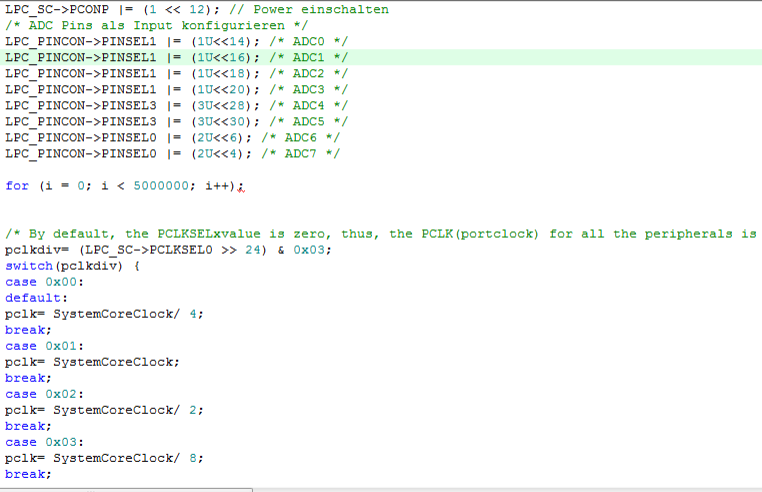 LPC_SC->PCONP |= (1 << 12); // Power einschalten
/* ADC Pins als Input konfigurieren */
LPC_PINCON->PINSEL1 |= (1U<<14); /* ADC0 */
LPC_PINCON->PINSEL1 |= (1U<<16); /* ADC1 */
LPC_PINCON->PINSEL1 |= (1U<<18); /* ADC2 */
LPC_PINCON->PINSEL1 |= (1U<<20); /* ADC3 */
LPC_PINCON->PINSEL3 |= (3U<<28); /* ADC4 */
LPC_PINCON->PINSEL3 |= (3U<<30); /* ADC5 */
LPC_PINCON->PINSEL0 |= (2U<<6); /* ADC6 */
LPC_PINCON->PINSEL0 |= (2U<<4); /* ADC7 */
for (i = 0; i < 5000000; i++);
/* By default, the PCLKSELxvalue is zero, thus, the PCLK(portclock) for all the peripherals is
pclkdiv= (LPC_SC->PCLKSEL0 >> 24) & 0x03;
switch(pclkdiv) {
case 0x00:
default:
pclk= SystemCoreClock/ 4;
break;
case 0x01:
pclk= SystemCoreClock;
break;
case 0x02:
pclk= SystemCoreClock/ 2;
break;
case 0x03:
pclk= SystemCoreClock/ 8;
break;